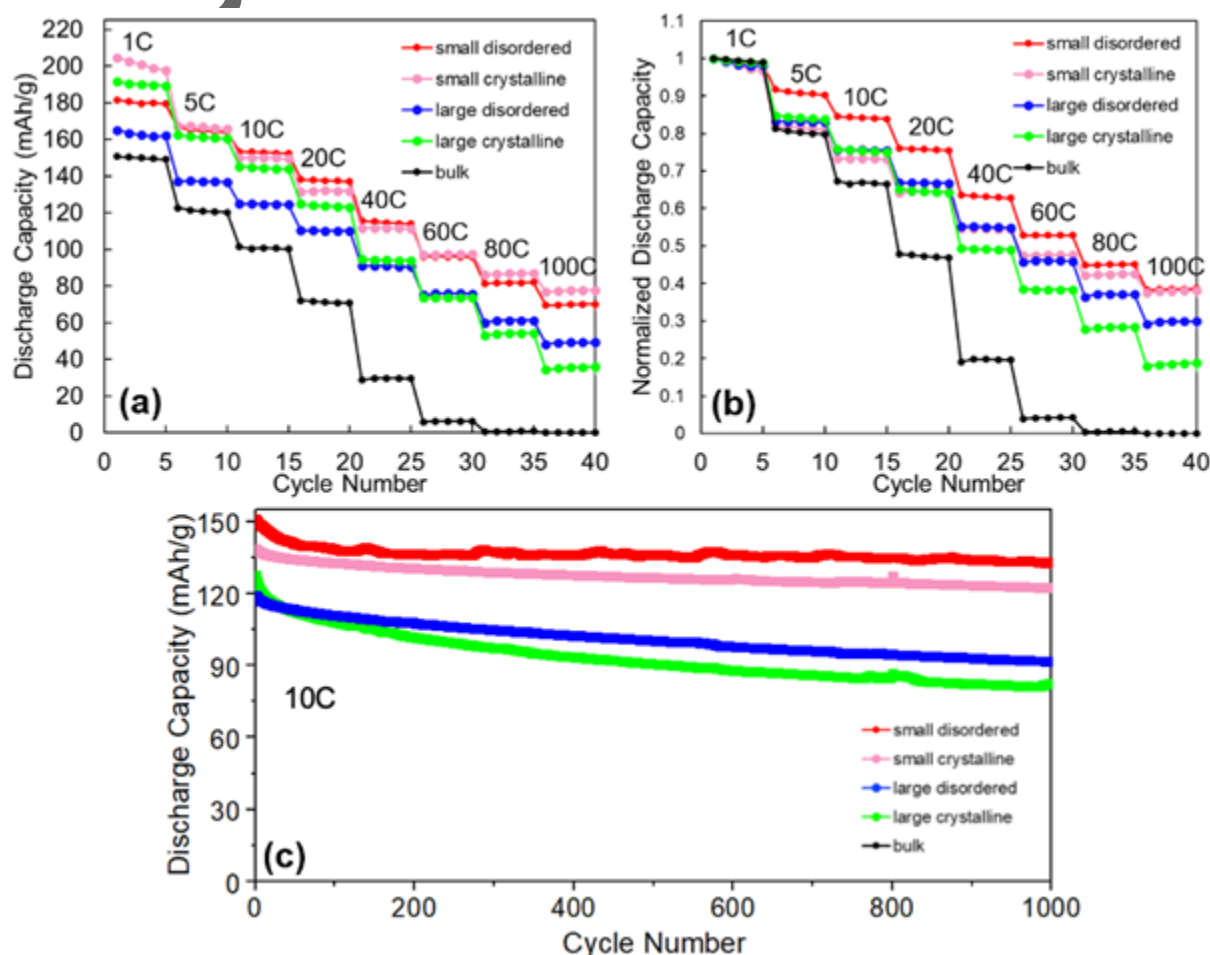 220
200
180
160
140
120
100
80
60
40
20
0
Discharge Capacity (mAh/g)
1C
5C
10C
20C
40C
60C
80C
100C
small disordered
small crystalline
large disordered
large crystalline
bulk
(a)
0 5 10 15 20 25 30 35 40
Cycle Number
1.1
1
0.9
0.8
0.7
0.6
0.5
0.4
0.3
0.2
0.1
0
Normalized Discharge Capacity
1C
5C
10C
20C
40C
60C
80C
100C
small disordered
small crystalline
large disordered
large crystalline
bulk
(b)
0 5 10 15 20 25 30 35 40
Cycle Number
150
120
90
60
30
0
Discharge Capacity (mAh/g)
10C
small disordered
small crystalline
large disordered
large crystalline
bulk
(c)
0 200 400 600 800 1000
Cycle Number